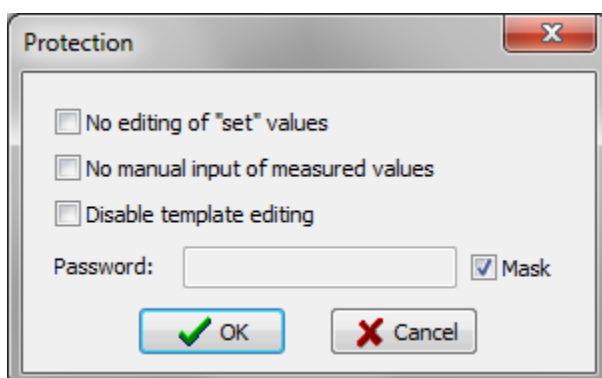 Protection
No editing of "set" values
No manual input of measured values
Disable template editing
Password: Mask
OK Cancel